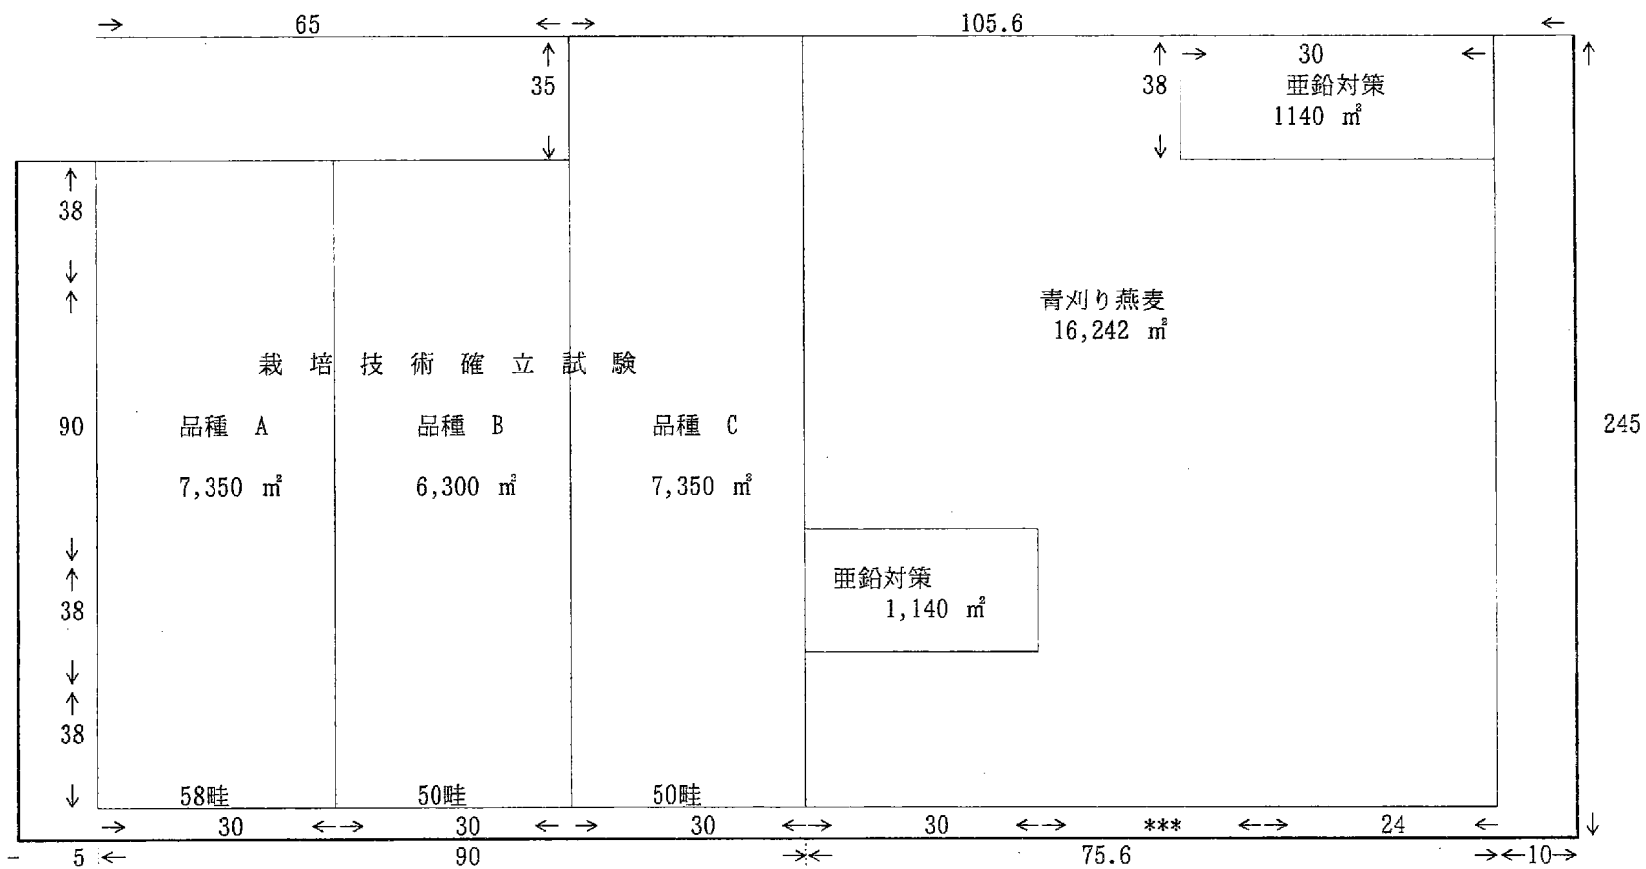 → 65 ←→ 105.6 ←
↑ ↑ → 30 ← ↑
35 38 亜鉛対策
1140 ㎡
↓ ↓
↑
38
↓
↑ 青刈り燕麦
16,242 ㎡
栽培技術確立試験
90 品種 A 品種 B 品種 C 245
7,350 ㎡ 6,300 ㎡ 7,350 ㎡
↓
↑ 亜鉛対策
38 1,140 ㎡
↓
↑
38
↓ 58畦 50畦 50畦
→ 30 ←→ 30 ←→ 30 ←→ 30 ←→ *** ←→ 24 ← ↓
- 5 ← 90 →← 75.6 →←10→